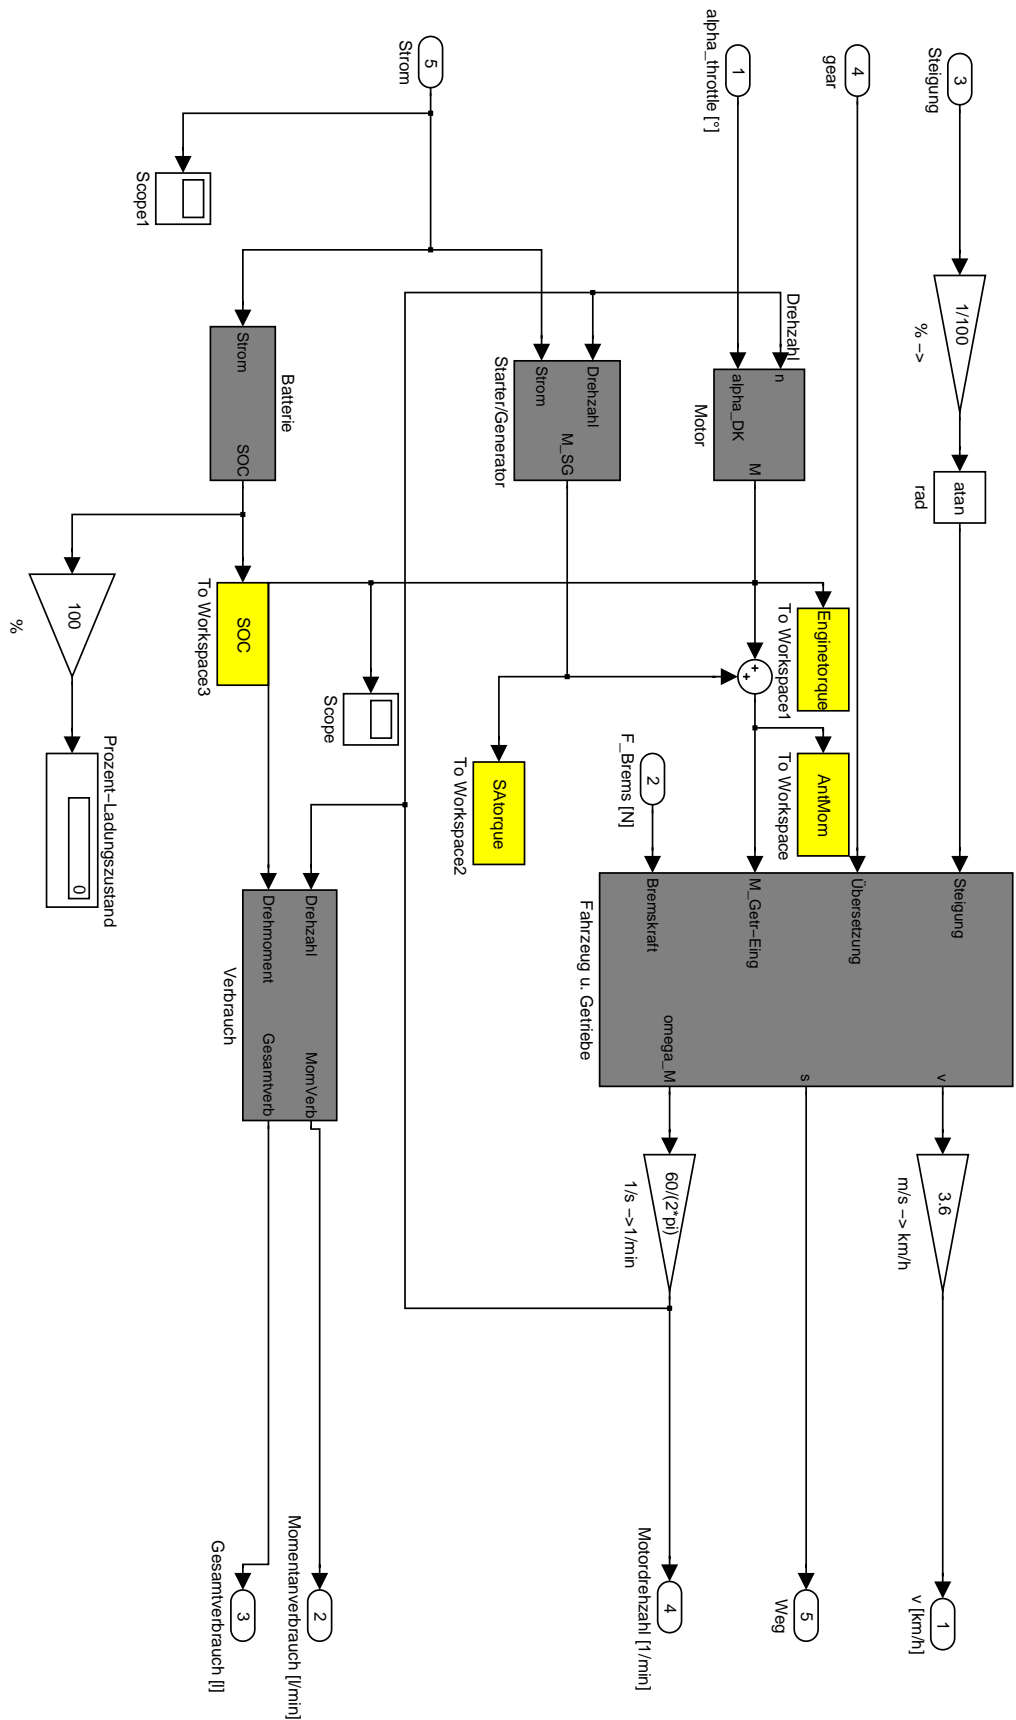 3
Steigung
1/100
% −>
atan
rad
4
gear
1
alpha_throttle [°]
Drehzahl
n
alpha_DK
M
Motor
Drehzahl
Strom
M_SG
Starter/Generator
5
Strom
Scope1
Strom
SOC
Batterie
Enginetorque
To Workspace1
+
+
AntMom
To Workspace
SAtorque
To Workspace2
2
F_Brems [N]
Scope
SOC
To Workspace3
100
%
0
Prozent−Ladungszustand
Steigung
Übersetzung
M_Getr−Eing
Bremskraft
v
s
omega_M
Fahrzeug u. Getriebe
Drehzahl
Drehmoment
MomVerb
Gesamtverb
Verbrauch
3.6
m/s −> km/h
60/(2*pi)
1/s −>1/min
1
v [km/h]
5
Weg
4
Motordrehzahl [1/min]
2
Momentanverbrauch [l/min]
3
Gesamtverbrauch [l]